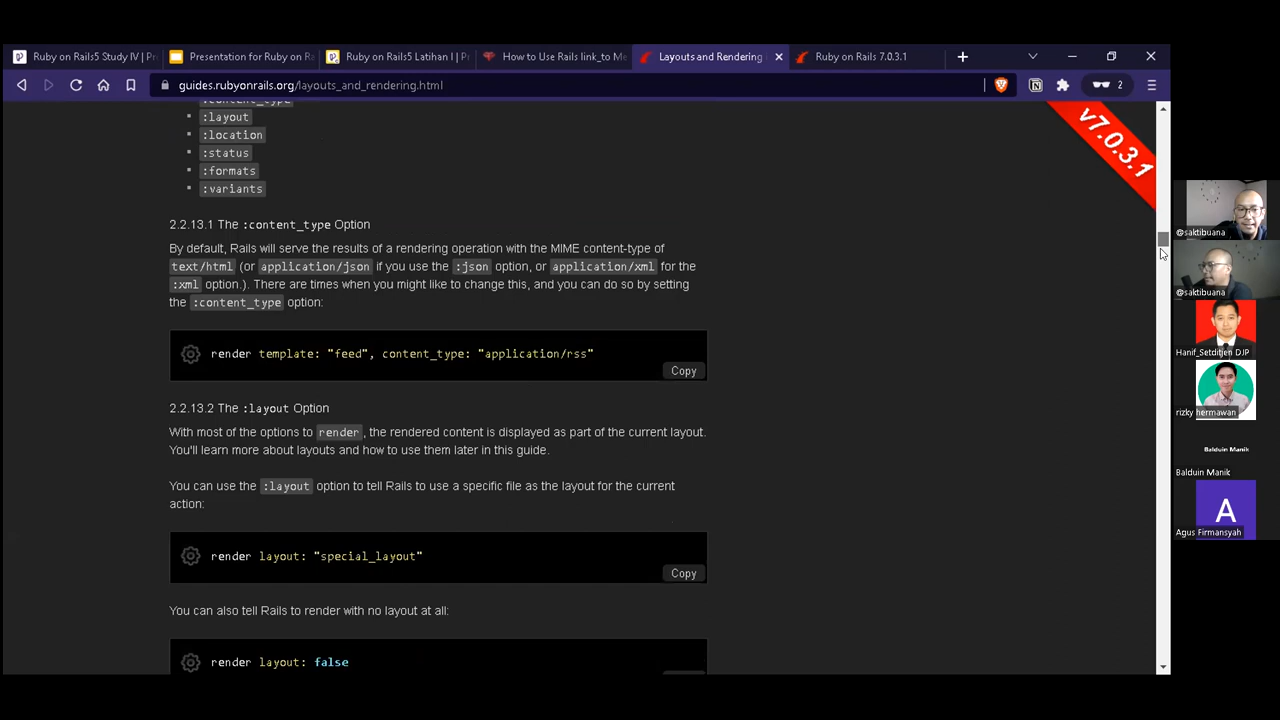 Ruby on Rails5 Study IV | Pr
Presentation for Ruby on Ra
Ruby on Rails5 Latihan I | Pr
How to Use Rails link_to Me
Layouts and Rendering
Ruby on Rails 7.0.3.1
guides.rubyonrails.org/layouts_and_rendering.html
2
:content_type
:layout
:location
:status
:formats
:variants
v7.0.3.1
2.2.13.1 The :content_type Option
By default, Rails will serve the results of a rendering operation with the MIME content-type of
text/html (or application/json if you use the :json option, or application/xml for the
:xml option.). There are times when you might like to change this, and you can do so by setting
the :content_type option:
render template: "feed", content_type: "application/rss"
Copy
2.2.13.2 The :layout Option
With most of the options to render, the rendered content is displayed as part of the current layout.
You'll learn more about layouts and how to use them later in this guide.
You can use the :layout option to tell Rails to use a specific file as the layout for the current
action:
render layout: "special_layout"
Copy
You can also tell Rails to render with no layout at all:
render layout: false
@saktibuana
@saktibuana
Hanif_Setditjen DJP
rizky hermawan
Balduin Manik
Balduin Manik
A
Agus Firmansyah